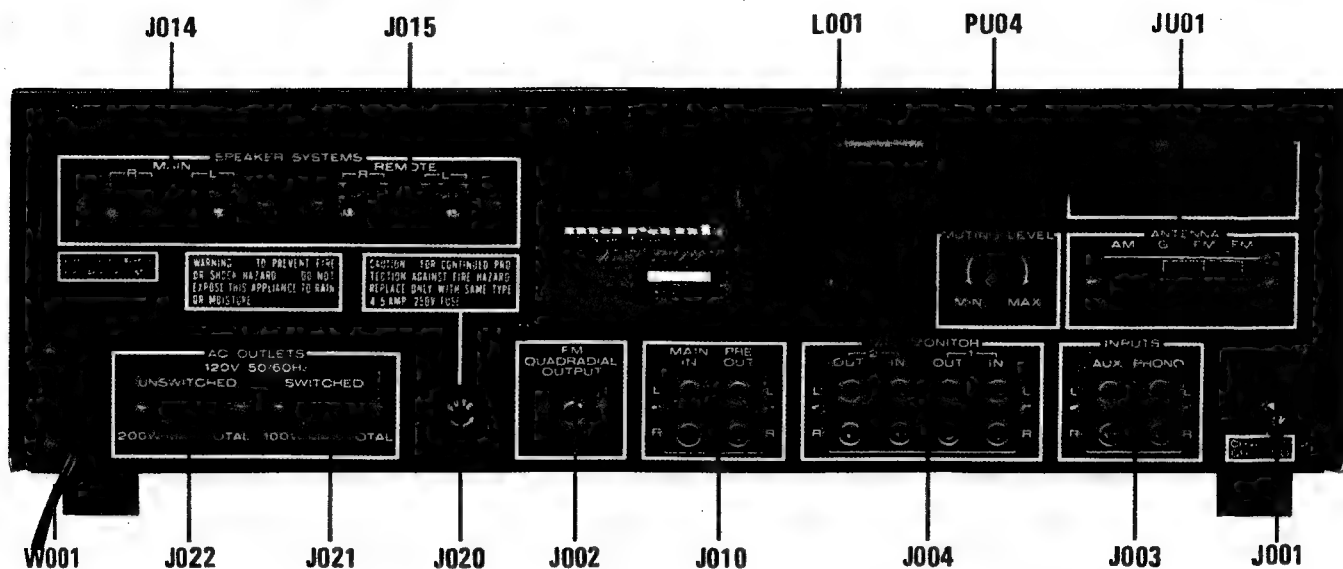 J014 J015 L001 PU04 JU01
SPEAKER SYSTEMS
MAIN REMOTE
R L R L
WARNING TO PREVENT FIRE
OR SHOCK HAZARD DO NOT
EXPOSE THIS APPLIANCE TO RAIN
OR MOISTURE
CAUTION FOR CONTINUED PRO
TECTION AGAINST FIRE HAZARD
REPLACE ONLY WITH SAME TYPE
4.5 AMP 250V FUSE
MUTING LEVEL
MIN. MAX
ANTENNA
AM G FM FM
AC OUTLETS
120V 50/60Hz
UNSWITCHED SWITCHED
200W MAX TOTAL 100W MAX TOTAL
FM
QUADRADIAL
OUTPUT
MAIN PRE
IN OUT
L L
R R
MONITOR
2 1
OUT IN OUT IN
L L
R R
INPUTS
AUX PHONO
L L
R R
W001 J022 J021 J020 J002 J010 J004 J003 J001